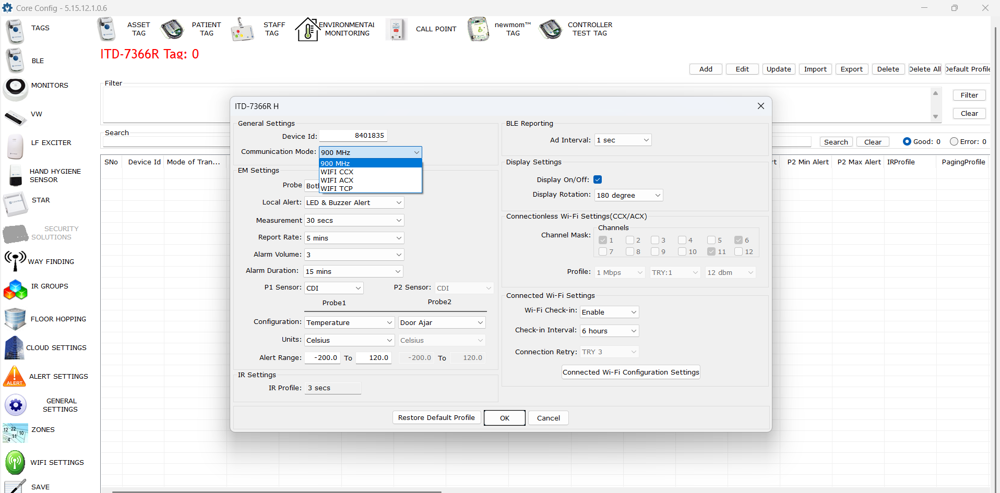 Core Config - 5.15.12.1.0.6
TAGS
ASSET TAG
PATIENT TAG
STAFF TAG
ENVIRONMENTAL MONITORING
CALL POINT
newmom™ TAG
CONTROLLER TEST TAG
BLE
MONITORS
VW
LF EXCITER
HAND HYGIENE SENSOR
STAR
SECURITY SOLUTIONS
WAY FINDING
IR GROUPS
FLOOR HOPPING
CLOUD SETTINGS
ALERT
ALERT SETTINGS
GENERAL SETTINGS
ZONES
WIFI SETTINGS
SAVE
ITD-7366R Tag: 0
Add Edit Update Import Export Delete Delete All Default Profile
Filter
Filter
Clear
Search
Search Clear Good: 0 Error: 0
SNo Device Id Mode of Tran... P2 Min Alert P2 Max Alert IRProfile PagingProfile
ITD-7366R H
General Settings
Device Id: 8401835
Communication Mode: 900 MHz
900 MHz
WIFI CCX
WIFI ACX
WIFI TCP
EM Settings
Probe
Local Alert: LED & Buzzer Alert
Measurement 30 secs
Report Rate: 5 mins
Alarm Volume: 3
Alarm Duration: 15 mins
P1 Sensor: CDI P2 Sensor: CDI
Probe1 Probe2
Configuration: Temperature Door Ajar
Units: Celsius Celsius
Alert Range: -200.0 To 120.0 -200.0 To 120.0
IR Settings
IR Profile: 3 secs
BLE Reporting
Ad Interval: 1 sec
Display Settings
Display On/Off:
Display Rotation: 180 degree
Connectionless Wi-Fi Settings(CCX/ACX)
Channels
Channel Mask: 1 2 3 4 5 6
7 8 9 10 11 12
Profile: 1 Mbps TRY:1 12 dbm
Connected Wi-Fi Settings
Wi-Fi Check-in: Enable
Check-in Interval: 6 hours
Connection Retry: TRY 3
Connected Wi-Fi Configuration Settings
Restore Default Profile OK Cancel